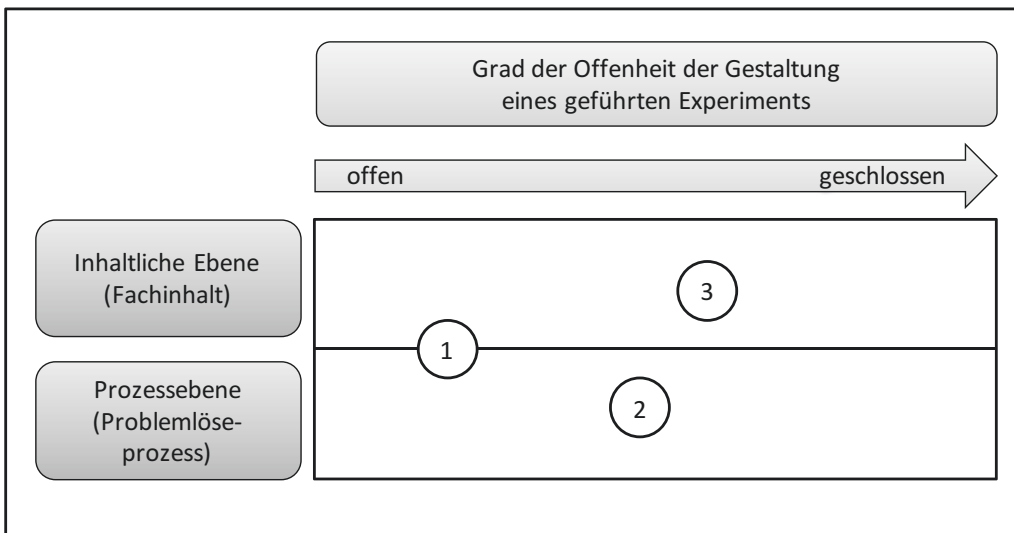 Grad der Offenheit der Gestaltung
eines geführten Experiments
offen
geschlossen
Inhaltliche Ebene
(Fachinhalt)
3
1
Prozessebene
(Problemlöse-
prozess)
2